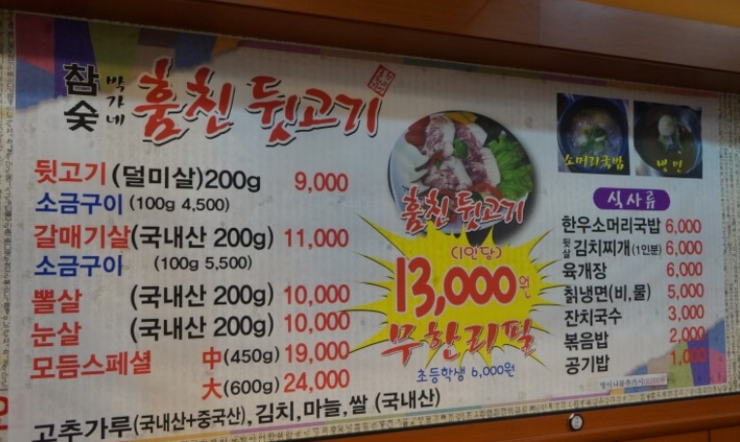 참숯
박가네
훔친 뒷고기
뒷고기 (덜미살) 200g 9,000
소금구이 (100g 4,500)
갈매기살 (국내산 200g) 11,000
소금구이 (100g 5,500)
뽈살 (국내산 200g) 10,000
눈살 (국내산 200g) 10,000
모듬스페셜 中(450g) 19,000
大(600g) 24,000
고추가루(국내산+중국산), 김치, 마늘, 쌀 (국내산)
훔친 뒷고기
(1인당)
13,000원
무한리필
초등학생 6,000원
소머리국밥
냉면
식사류
한우소머리국밥 6,000
뒷살 김치찌개(1인분) 6,000
육개장 6,000
칡냉면(비,물) 5,000
잔치국수 3,000
볶음밥 2,000
공기밥 1,000